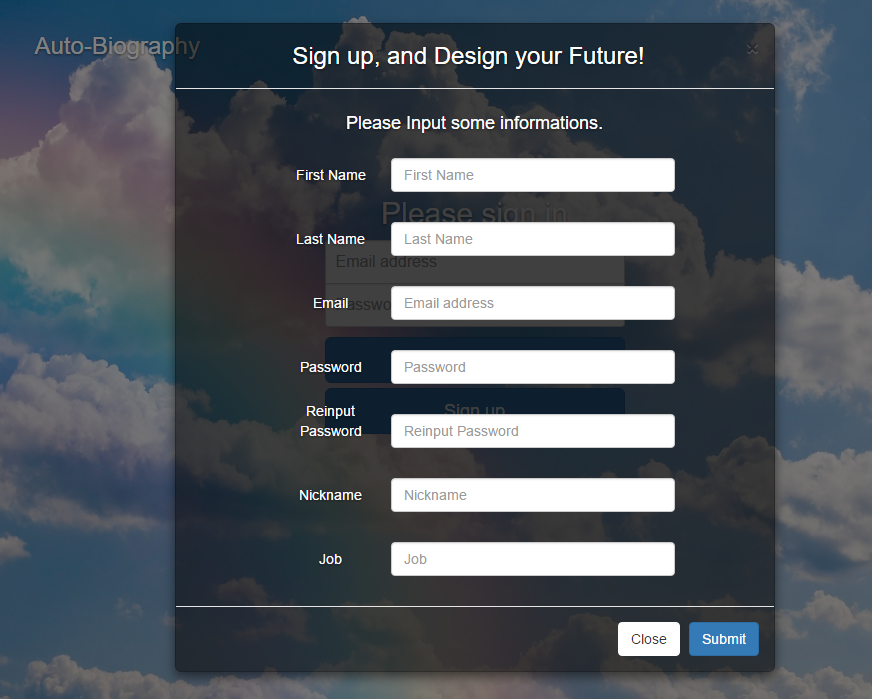 Auto-Biography
Sign up, and Design your Future!
×
Please Input some informations.
First Name First Name
Please sign in
Last Name Last Name
Email address
Email Email address
Password Password
Reinput
Sign up
Password Reinput Password
Nickname Nickname
Job Job
Close Submit